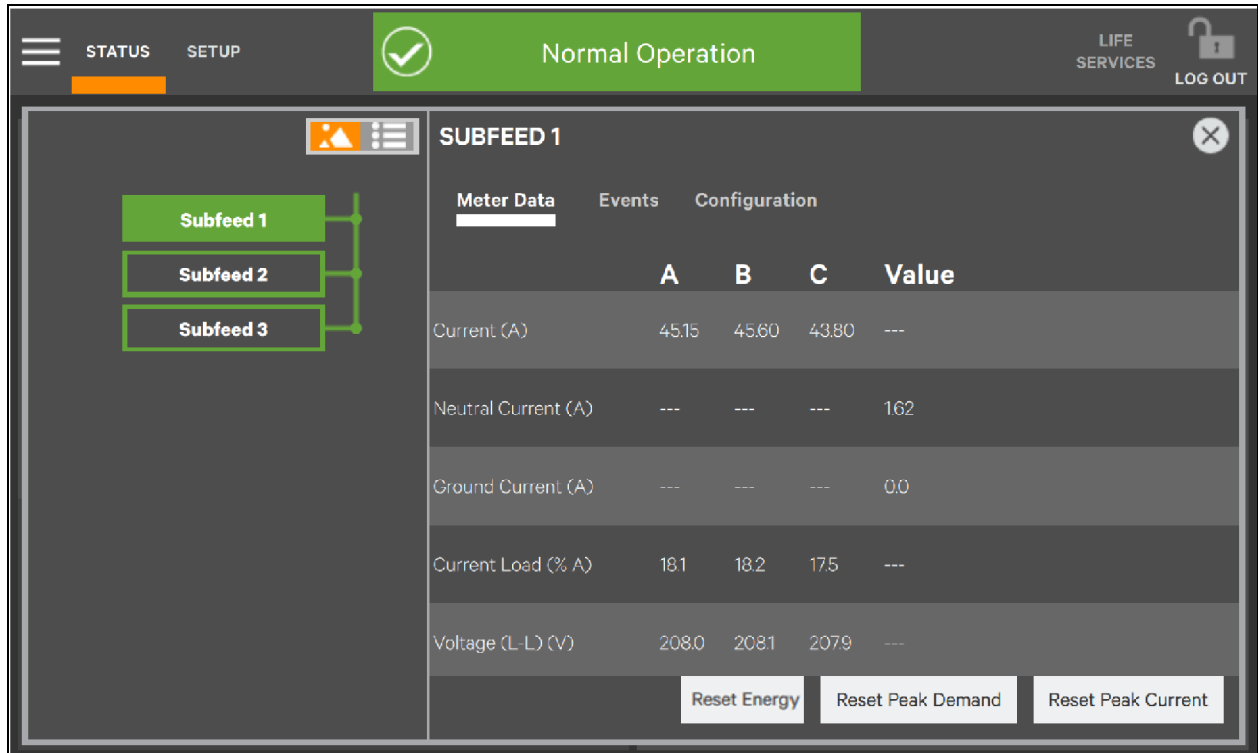 STATUS SETUP Normal Operation LIFE SERVICES LOG OUT
Subfeed 1
Subfeed 2
Subfeed 3
SUBFEED 1
Meter Data Events Configuration
A B C Value
Current (A) 45.15 45.60 43.80 ---
Neutral Current (A) --- --- --- 1.62
Ground Current (A) --- --- --- 0.0
Current Load (% A) 18.1 18.2 17.5 ---
Voltage (L-L) (V) 208.0 208.1 207.9 ---
Reset Energy Reset Peak Demand Reset Peak Current